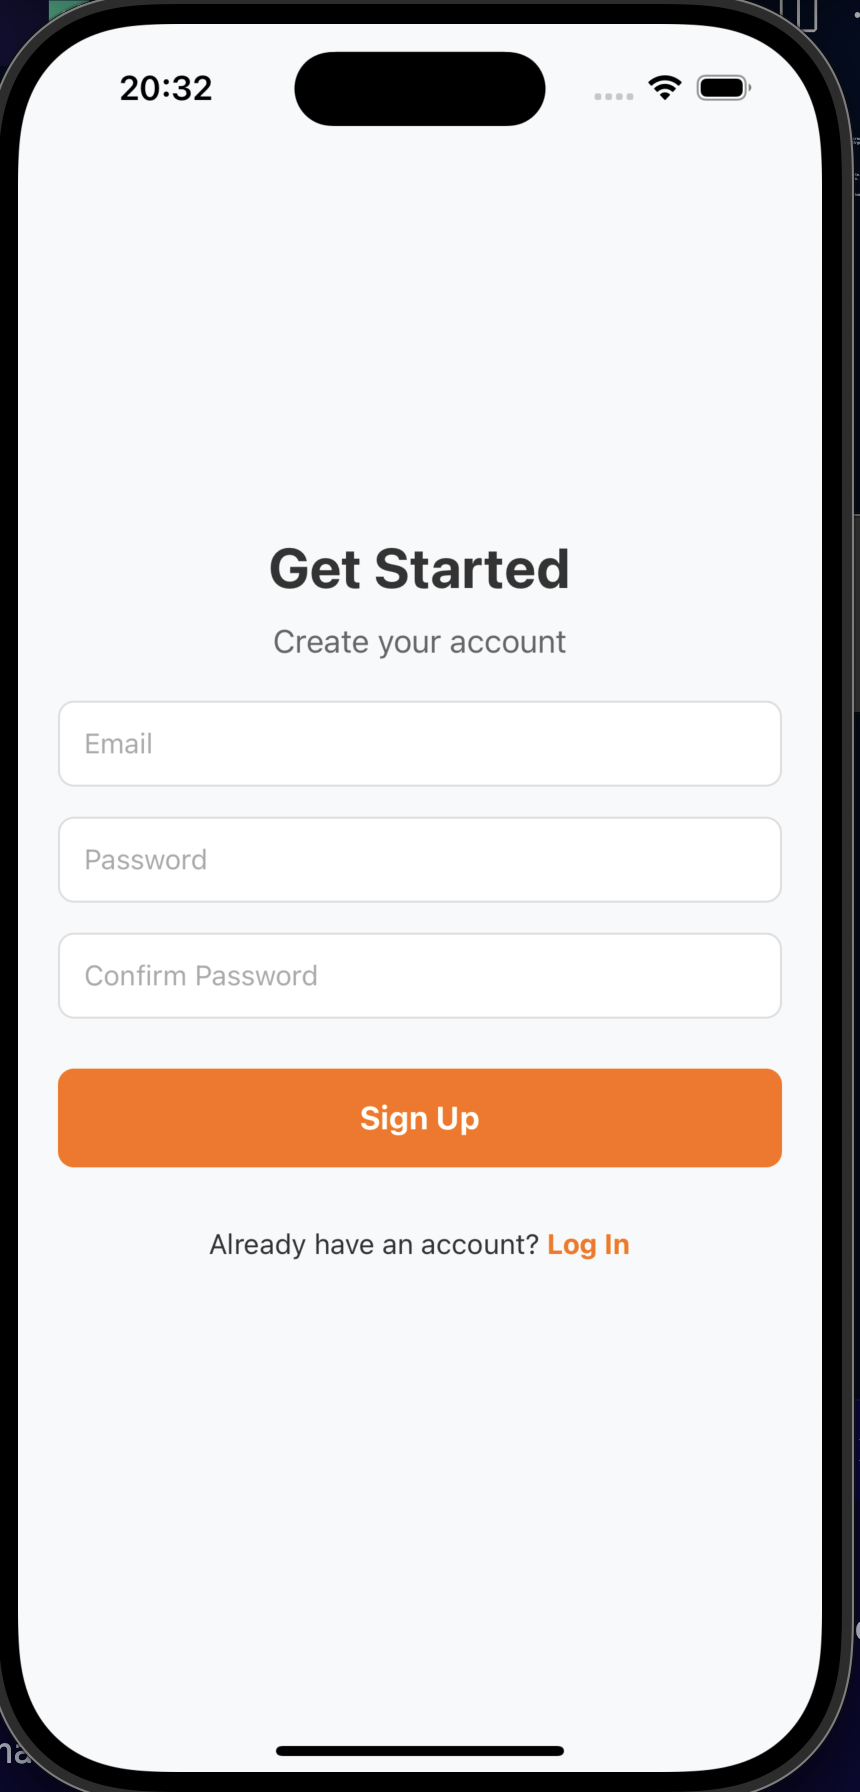 20:32
Get Started
Create your account
Email
Password
Confirm Password
Sign Up
Already have an account? Log In